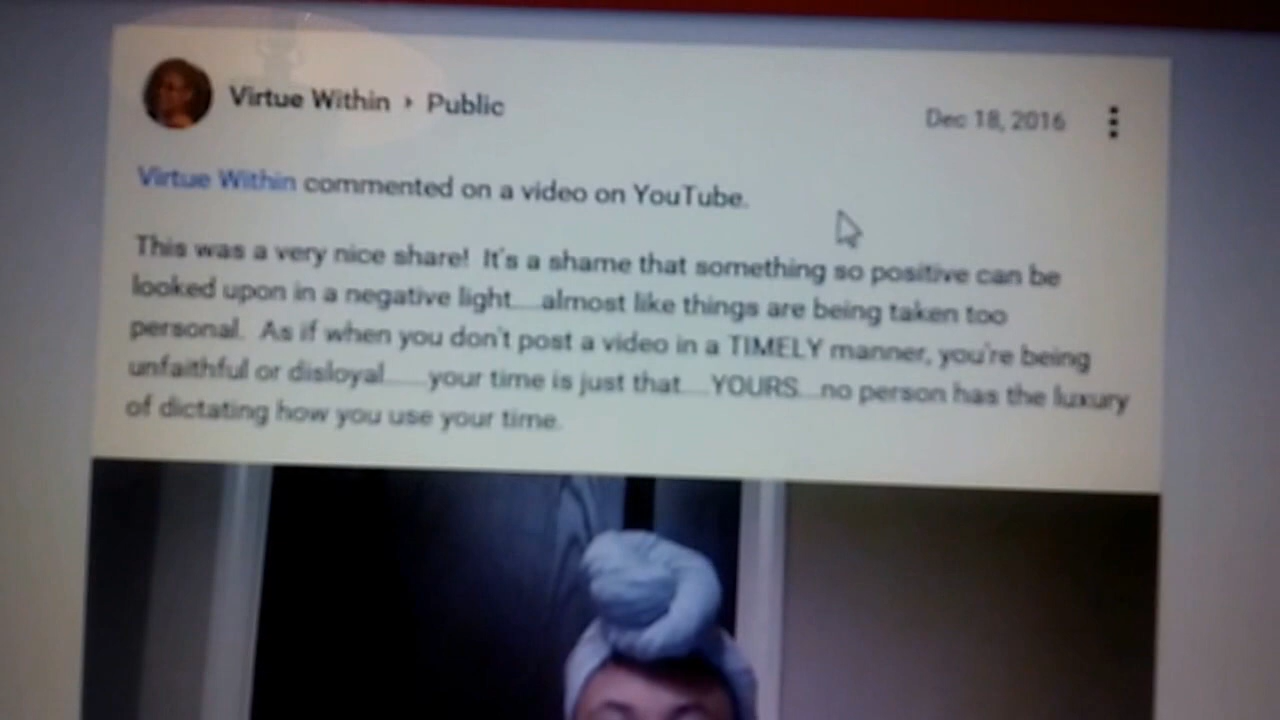 Virtue Within › Public
Dec 18, 2016
Virtue Within commented on a video on YouTube.
This was a very nice share! It's a shame that something so positive can be
looked upon in a negative light....almost like things are being taken too
personal. As if when you don't post a video in a TIMELY manner, you're being
unfaithful or disloyal.......your time is just that....YOURS...no person has the luxury
of dictating how you use your time.